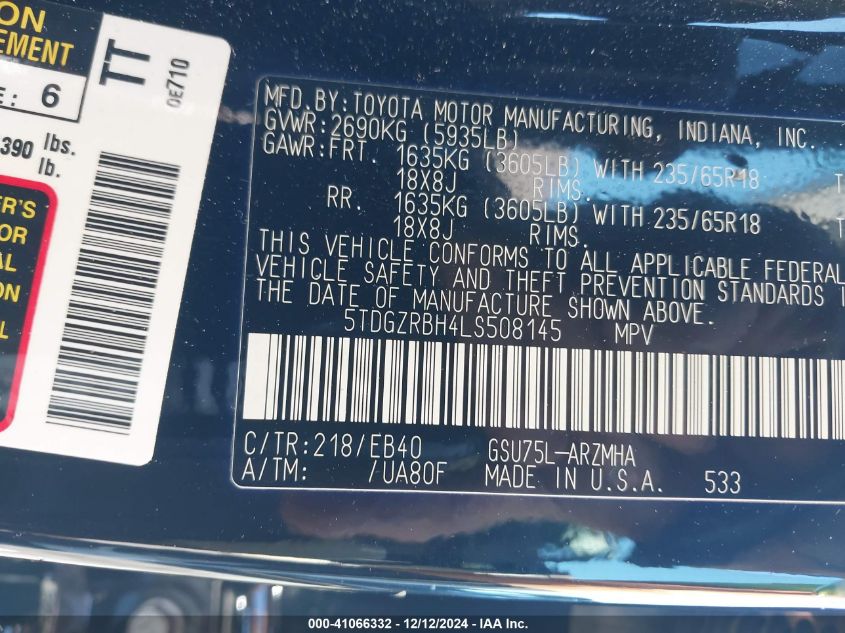 ON
EMENT
E: 6
390 lbs.
lb.
TT
0E710
ER'S
OR
AL
ON
L
MFD.BY:TOYOTA MOTOR MANUFACTURING, INDIANA, INC.
GVWR:2690KG (5935LB)
GAWR:FRT. 1635KG (3605LB) WITH 235/65R18 T
18X8J RIMS.
RR. 1635KG (3605LB) WITH 235/65R18 T
18X8J RIMS.
THIS VEHICLE CONFORMS TO ALL APPLICABLE FEDERAL
VEHICLE SAFETY AND THEFT PREVENTION STANDARDS I
THE DATE OF MANUFACTURE SHOWN ABOVE.
5TDGZRBH4LS508145 MPV
C/TR:218/EB40 GSU75L-ARZMHA
A/TM: /UA80F MADE IN U.S.A. 533
000-41066332 - 12/12/2024 - IAA Inc.